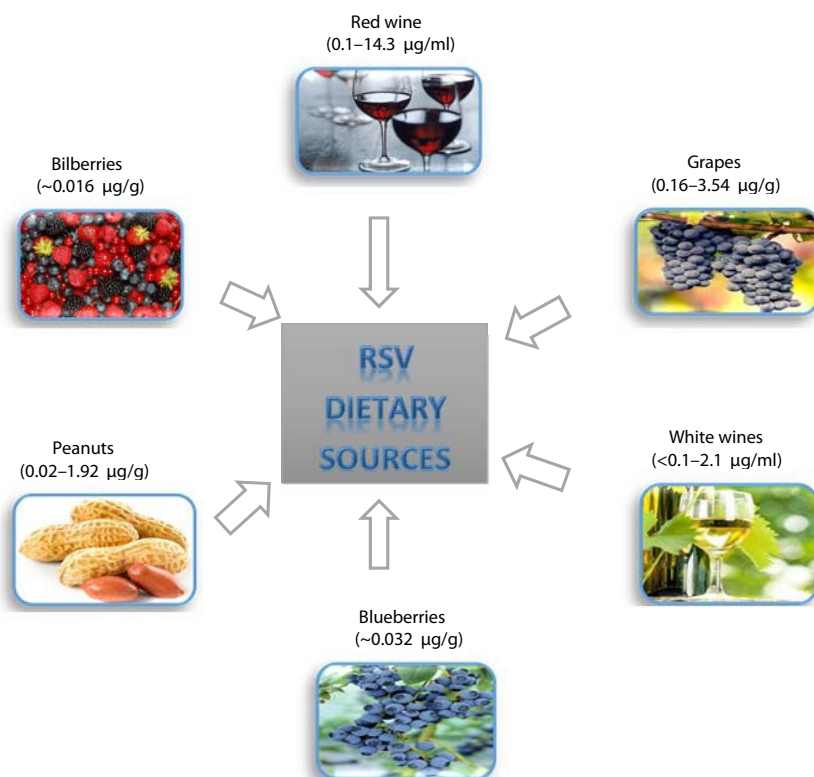 Red wine
(0.1–14.3 µg/ml)
Bilberries
(~0.016 µg/g)
Grapes
(0.16–3.54 µg/g)
RSV
DIETARY
SOURCES
Peanuts
(0.02–1.92 µg/g)
White wines
(<0.1–2.1 µg/ml)
Blueberries
(~0.032 µg/g)